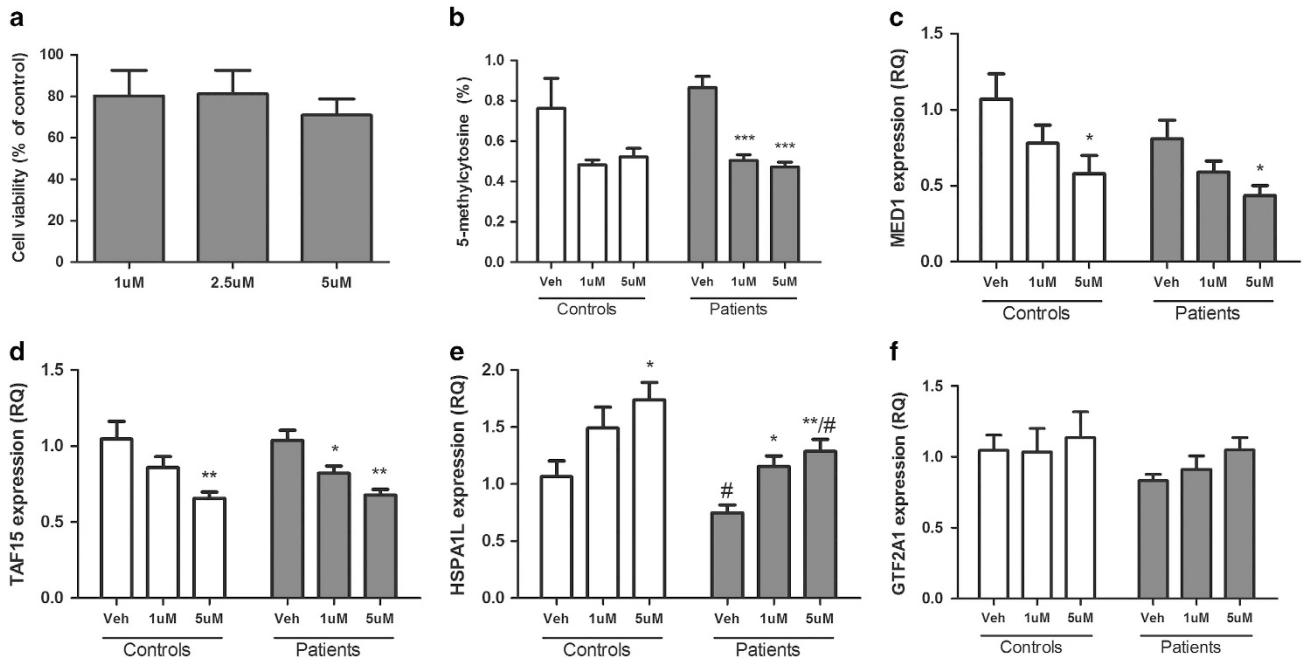 a
Cell viability (% of control)
100
80
60
40
20
0
1uM 2.5uM 5uM
b
5-methylcytosine (%)
1.0
0.8
0.6
0.4
0.2
0.0
*** ***
Veh 1uM 5uM Veh 1uM 5uM
Controls Patients
c
MED1 expression (RQ)
1.5
1.0
0.5
0.0
* *
Veh 1uM 5uM Veh 1uM 5uM
Controls Patients
d
TAF15 expression (RQ)
1.5
1.0
0.5
0.0
** * **
Veh 1uM 5uM Veh 1uM 5uM
Controls Patients
e
HSPA1L expression (RQ)
2.0
1.5
1.0
0.5
0.0
* # * **/#
Veh 1uM 5uM Veh 1uM 5uM
Controls Patients
f
GTF2A1 expression (RQ)
1.5
1.0
0.5
0.0
Veh 1uM 5uM Veh 1uM 5uM
Controls Patients